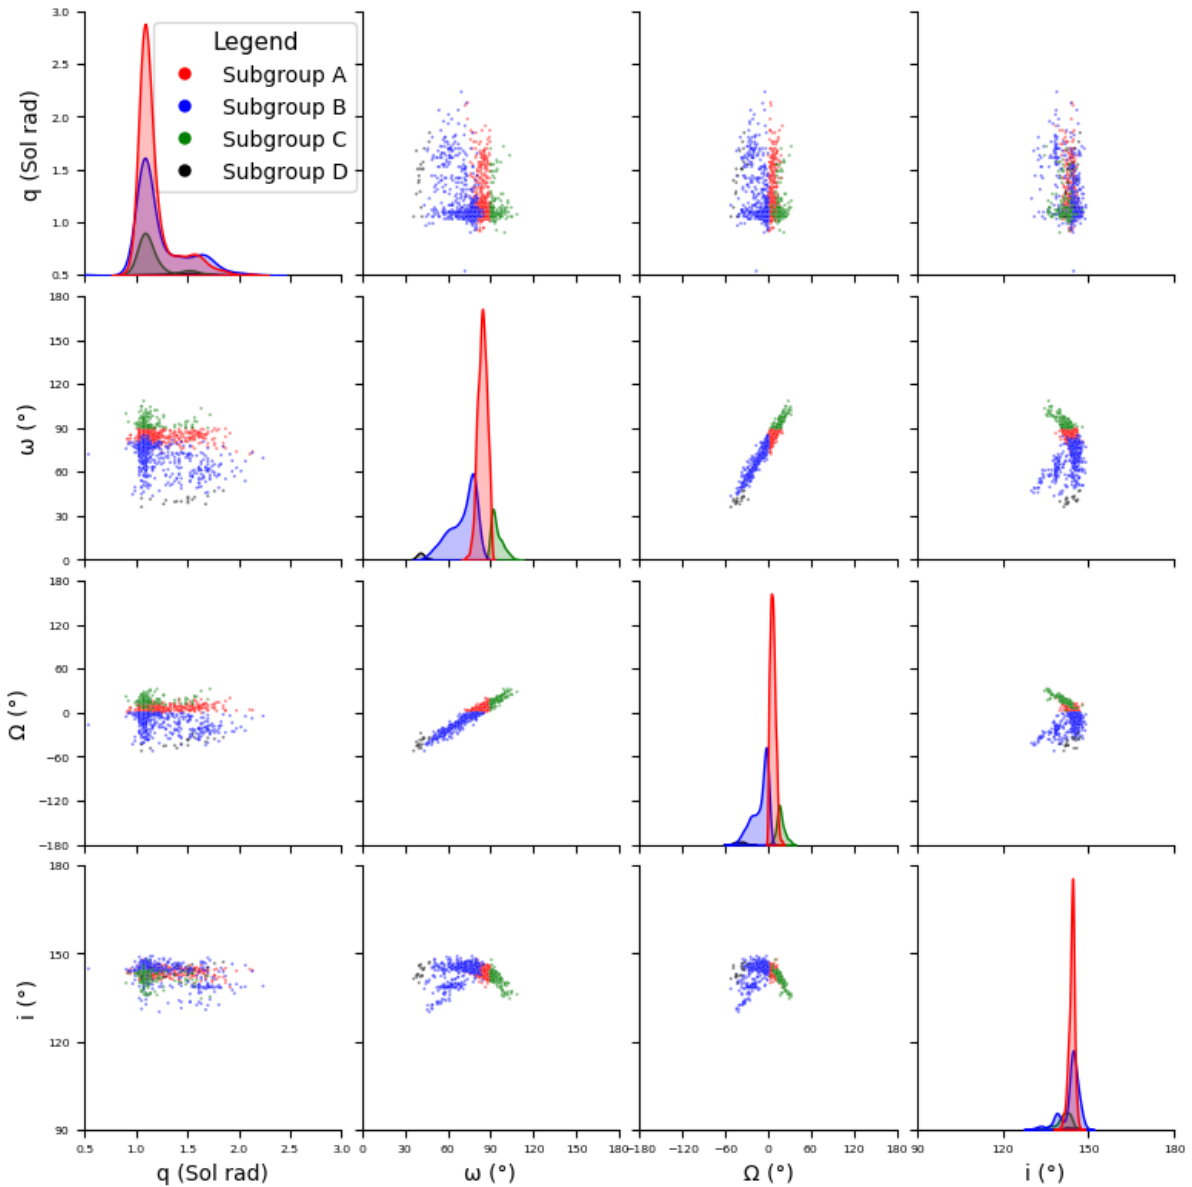 3.0
2.5
2.0
1.5
1.0
0.5
q (Sol rad)
Legend
Subgroup A
Subgroup B
Subgroup C
Subgroup D
180
150
120
90
60
30
0
ω (°)
180
120
60
0
−60
−120
−180
Ω (°)
180
150
120
90
i (°)
0.5 1.0 1.5 2.0 2.5 3.0
0 30 60 90 120 150 180
−180 −120 −60 0 60 120 180
90 120 150 180
q (Sol rad) ω (°) Ω (°) i (°)